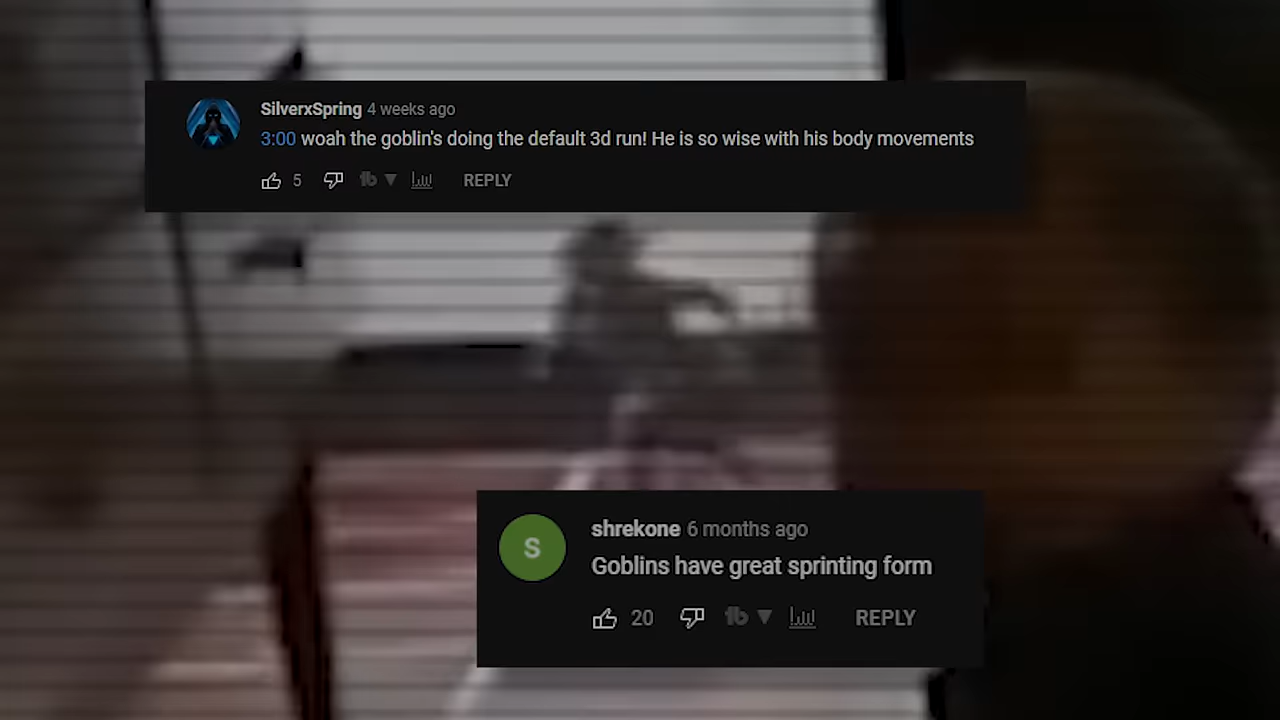 SilverxSpring 4 weeks ago
3:00 woah the goblin's doing the default 3d run! He is so wise with his body movements
5 REPLY
S
shrekone 6 months ago
Goblins have great sprinting form
20 REPLY